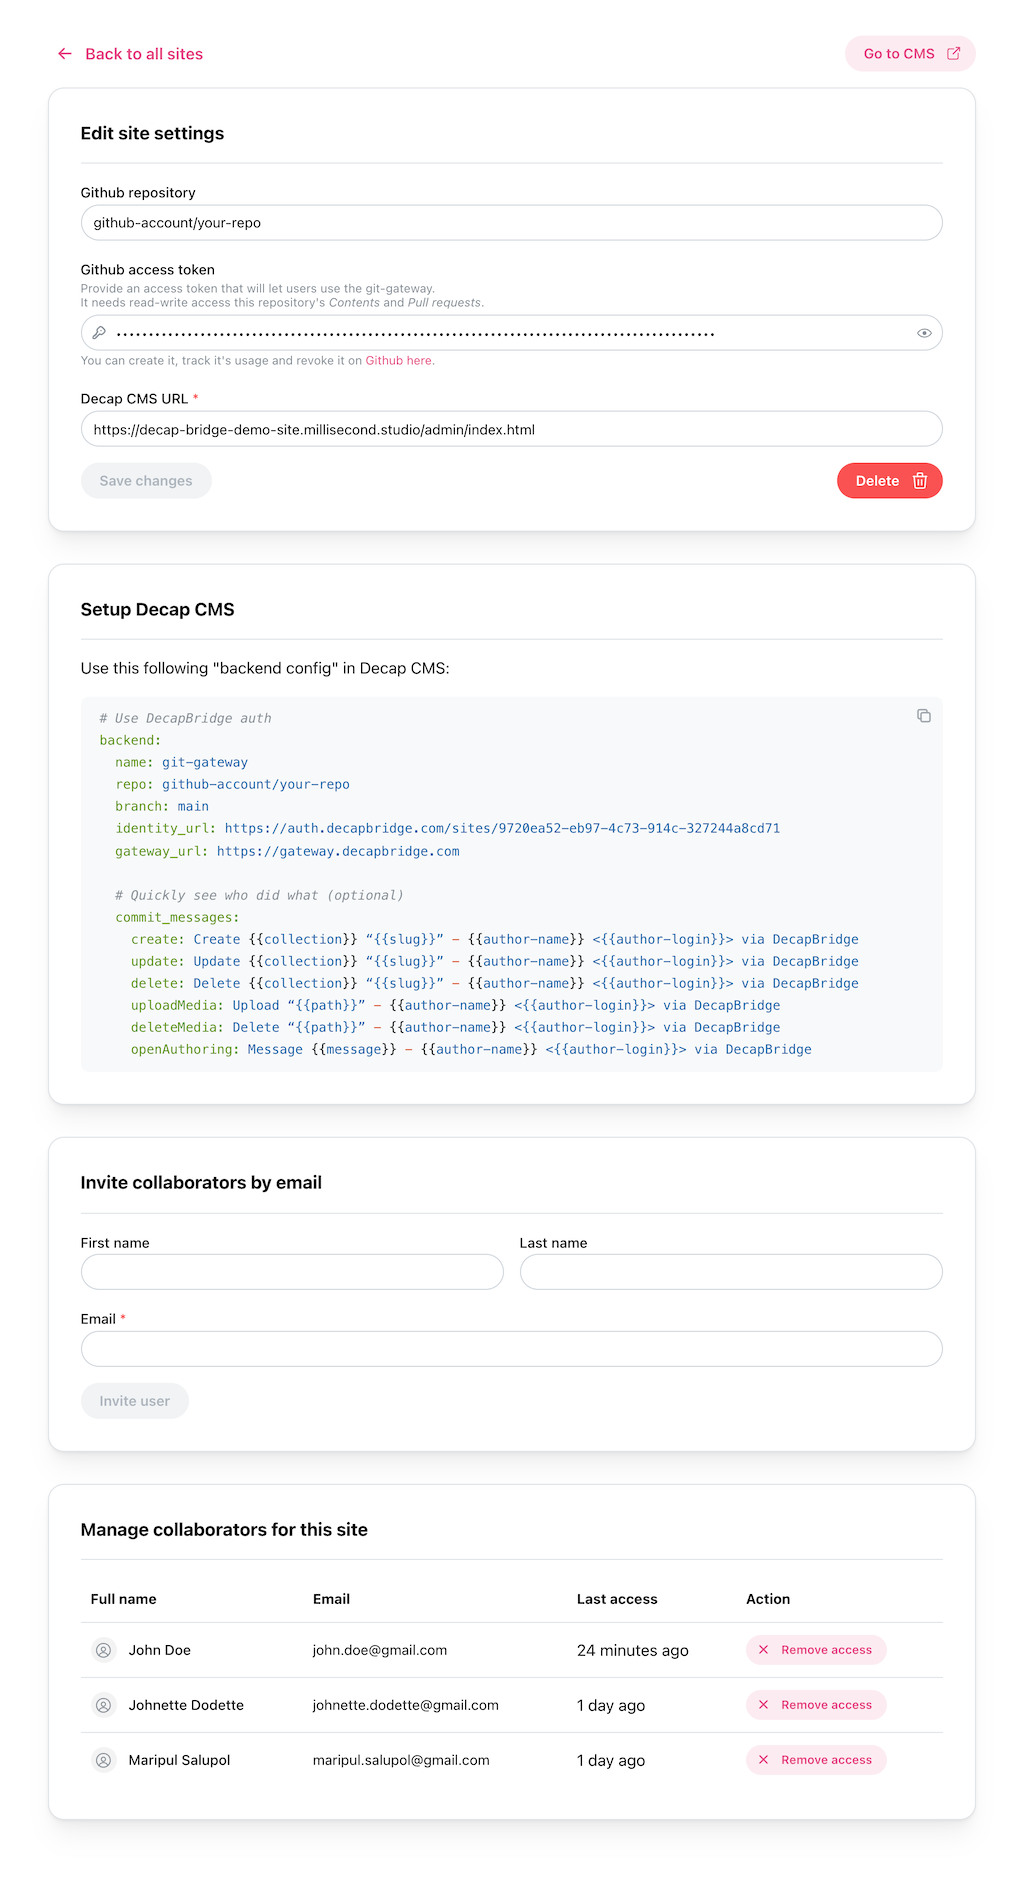 Back to all sites
Go to CMS
Edit site settings
Github repository
github-account/your-repo
Github access token
Provide an access token that will let users use the git-gateway.
It needs read-write access this repository's Contents and Pull requests.
You can create it, track it's usage and revoke it on Github here.
Decap CMS URL *
https://decap-bridge-demo-site.millisecond.studio/admin/index.html
Save changes
Delete
Setup Decap CMS
Use this following "backend config" in Decap CMS:
# Use DecapBridge auth
backend:
  name: git-gateway
  repo: github-account/your-repo
  branch: main
  identity_url: https://auth.decapbridge.com/sites/9720ea52-eb97-4c73-914c-327244a8cd71
  gateway_url: https://gateway.decapbridge.com
  # Quickly see who did what (optional)
  commit_messages:
    create: Create {{collection}} “{{slug}}” - {{author-name}} <{{author-login}}> via DecapBridge
    update: Update {{collection}} “{{slug}}” - {{author-name}} <{{author-login}}> via DecapBridge
    delete: Delete {{collection}} “{{slug}}” - {{author-name}} <{{author-login}}> via DecapBridge
    uploadMedia: Upload “{{path}}” - {{author-name}} <{{author-login}}> via DecapBridge
    deleteMedia: Delete “{{path}}” - {{author-name}} <{{author-login}}> via DecapBridge
    openAuthoring: Message {{message}} - {{author-name}} <{{author-login}}> via DecapBridge
Invite collaborators by email
First name
Last name
Email *
Invite user
Manage collaborators for this site
Full name Email Last access Action
John Doe john.doe@gmail.com 24 minutes ago Remove access
Johnette Dodette johnette.dodette@gmail.com 1 day ago Remove access
Maripul Salupol maripul.salupol@gmail.com 1 day ago Remove access